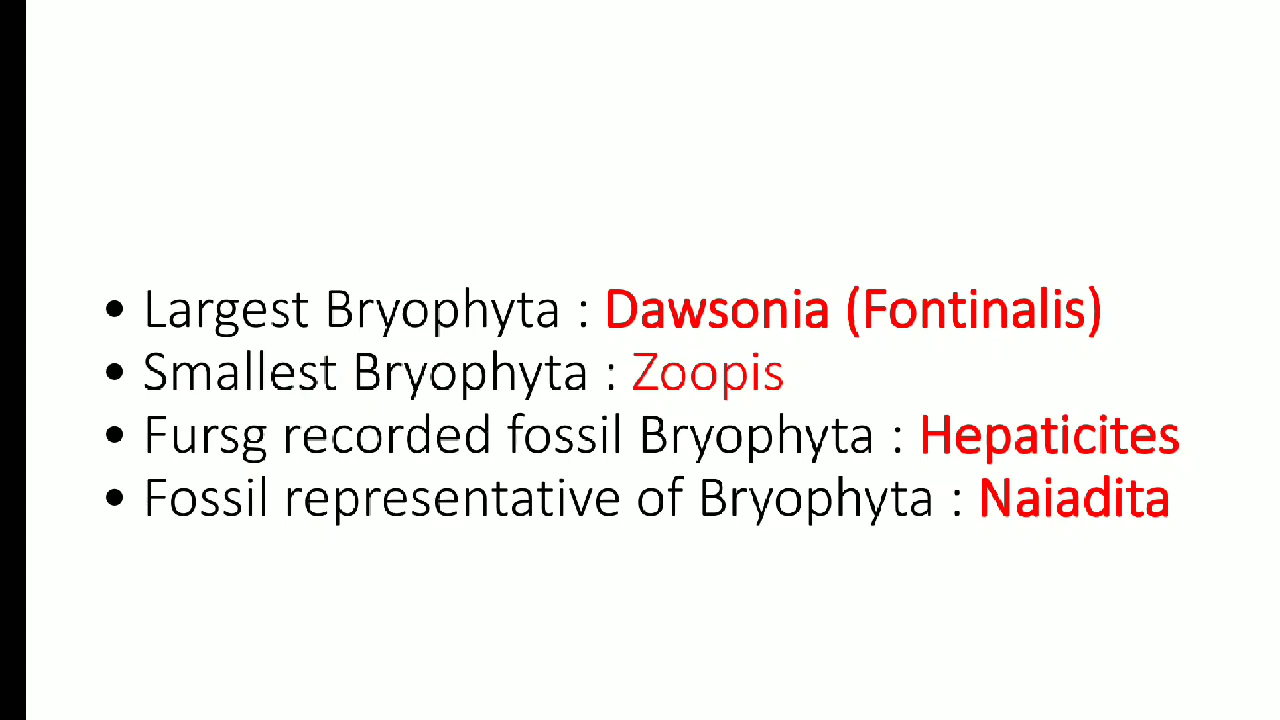 • Largest Bryophyta : Dawsonia (Fontinalis)
• Smallest Bryophyta : Zoopis
• Fursg recorded fossil Bryophyta : Hepaticites
• Fossil representative of Bryophyta : Naiadita